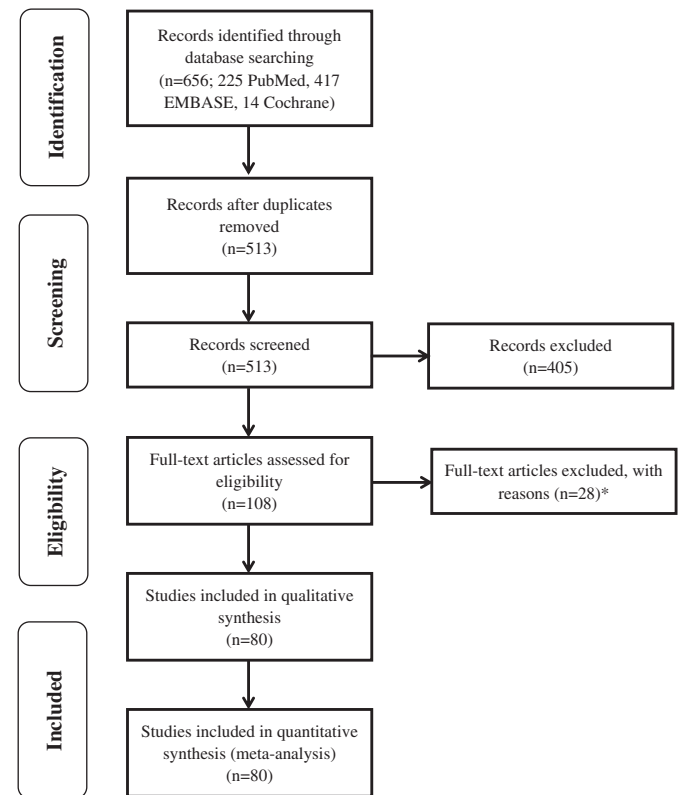 Identification
Records identified through
database searching
(n=656; 225 PubMed, 417
EMBASE, 14 Cochrane)
Records after duplicates
removed
(n=513)
Screening
Records screened
(n=513)
Records excluded
(n=405)
Eligibility
Full-text articles assessed for
eligibility
(n=108)
Full-text articles excluded, with
reasons (n=28)*
Studies included in qualitative
synthesis
(n=80)
Included
Studies included in quantitative
synthesis (meta-analysis)
(n=80)